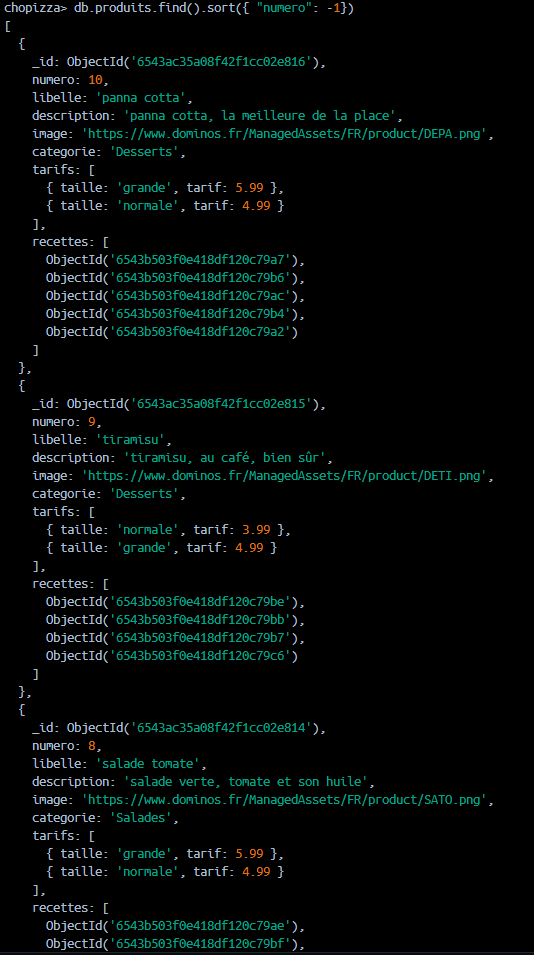 chopizza> db.produits.find().sort({ "numero": -1})
[
  {
    _id: ObjectId('6543ac35a08f42f1cc02e816'),
    numero: 10,
    libelle: 'panna cotta',
    description: 'panna cotta, la meilleure de la place',
    image: 'https://www.dominos.fr/ManagedAssets/FR/product/DEPA.png',
    categorie: 'Desserts',
    tarifs: [
      { taille: 'grande', tarif: 5.99 },
      { taille: 'normale', tarif: 4.99 }
    ],
    recettes: [
      ObjectId('6543b503f0e418df120c79a7'),
      ObjectId('6543b503f0e418df120c79b6'),
      ObjectId('6543b503f0e418df120c79ac'),
      ObjectId('6543b503f0e418df120c79b4'),
      ObjectId('6543b503f0e418df120c79a2')
    ]
  },
  {
    _id: ObjectId('6543ac35a08f42f1cc02e815'),
    numero: 9,
    libelle: 'tiramisu',
    description: 'tiramisu, au café, bien sûr',
    image: 'https://www.dominos.fr/ManagedAssets/FR/product/DETI.png',
    categorie: 'Desserts',
    tarifs: [
      { taille: 'normale', tarif: 3.99 },
      { taille: 'grande', tarif: 4.99 }
    ],
    recettes: [
      ObjectId('6543b503f0e418df120c79be'),
      ObjectId('6543b503f0e418df120c79bb'),
      ObjectId('6543b503f0e418df120c79b7'),
      ObjectId('6543b503f0e418df120c79c6')
    ]
  },
  {
    _id: ObjectId('6543ac35a08f42f1cc02e814'),
    numero: 8,
    libelle: 'salade tomate',
    description: 'salade verte, tomate et son huile',
    image: 'https://www.dominos.fr/ManagedAssets/FR/product/SATO.png',
    categorie: 'Salades',
    tarifs: [
      { taille: 'grande', tarif: 5.99 },
      { taille: 'normale', tarif: 4.99 }
    ],
    recettes: [
      ObjectId('6543b503f0e418df120c79ae'),
      ObjectId('6543b503f0e418df120c79bf'),